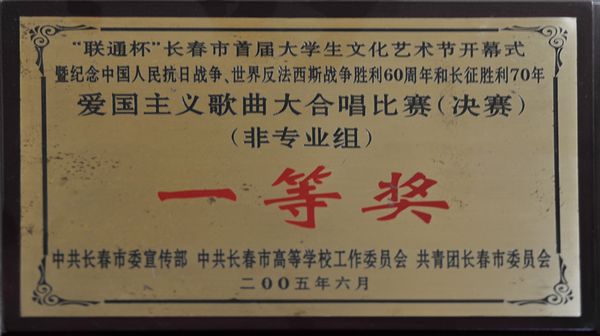 “联通杯”长春市首届大学生文化艺术节开幕式
暨纪念中国人民抗日战争、世界反法西斯战争胜利60周年和长征胜利70年
爱国主义歌曲大合唱比赛(决赛)
(非专业组)
一等奖
中共长春市委宣传部 中共长春市高等学校工作委员会 共青团长春市委员会
二00五年六月